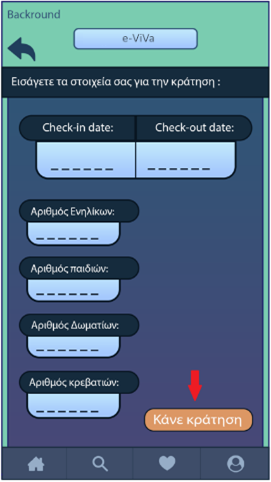 Backround
e-ViVa
Εισάγετε τα στοιχεία σας για την κράτηση :
Check-in date: Check-out date:
Αριθμός Ενηλίκων:
Αριθμός παιδιών:
Αριθμός Δωματίων:
Αριθμός κρεβατιών:
Κάνε κράτηση